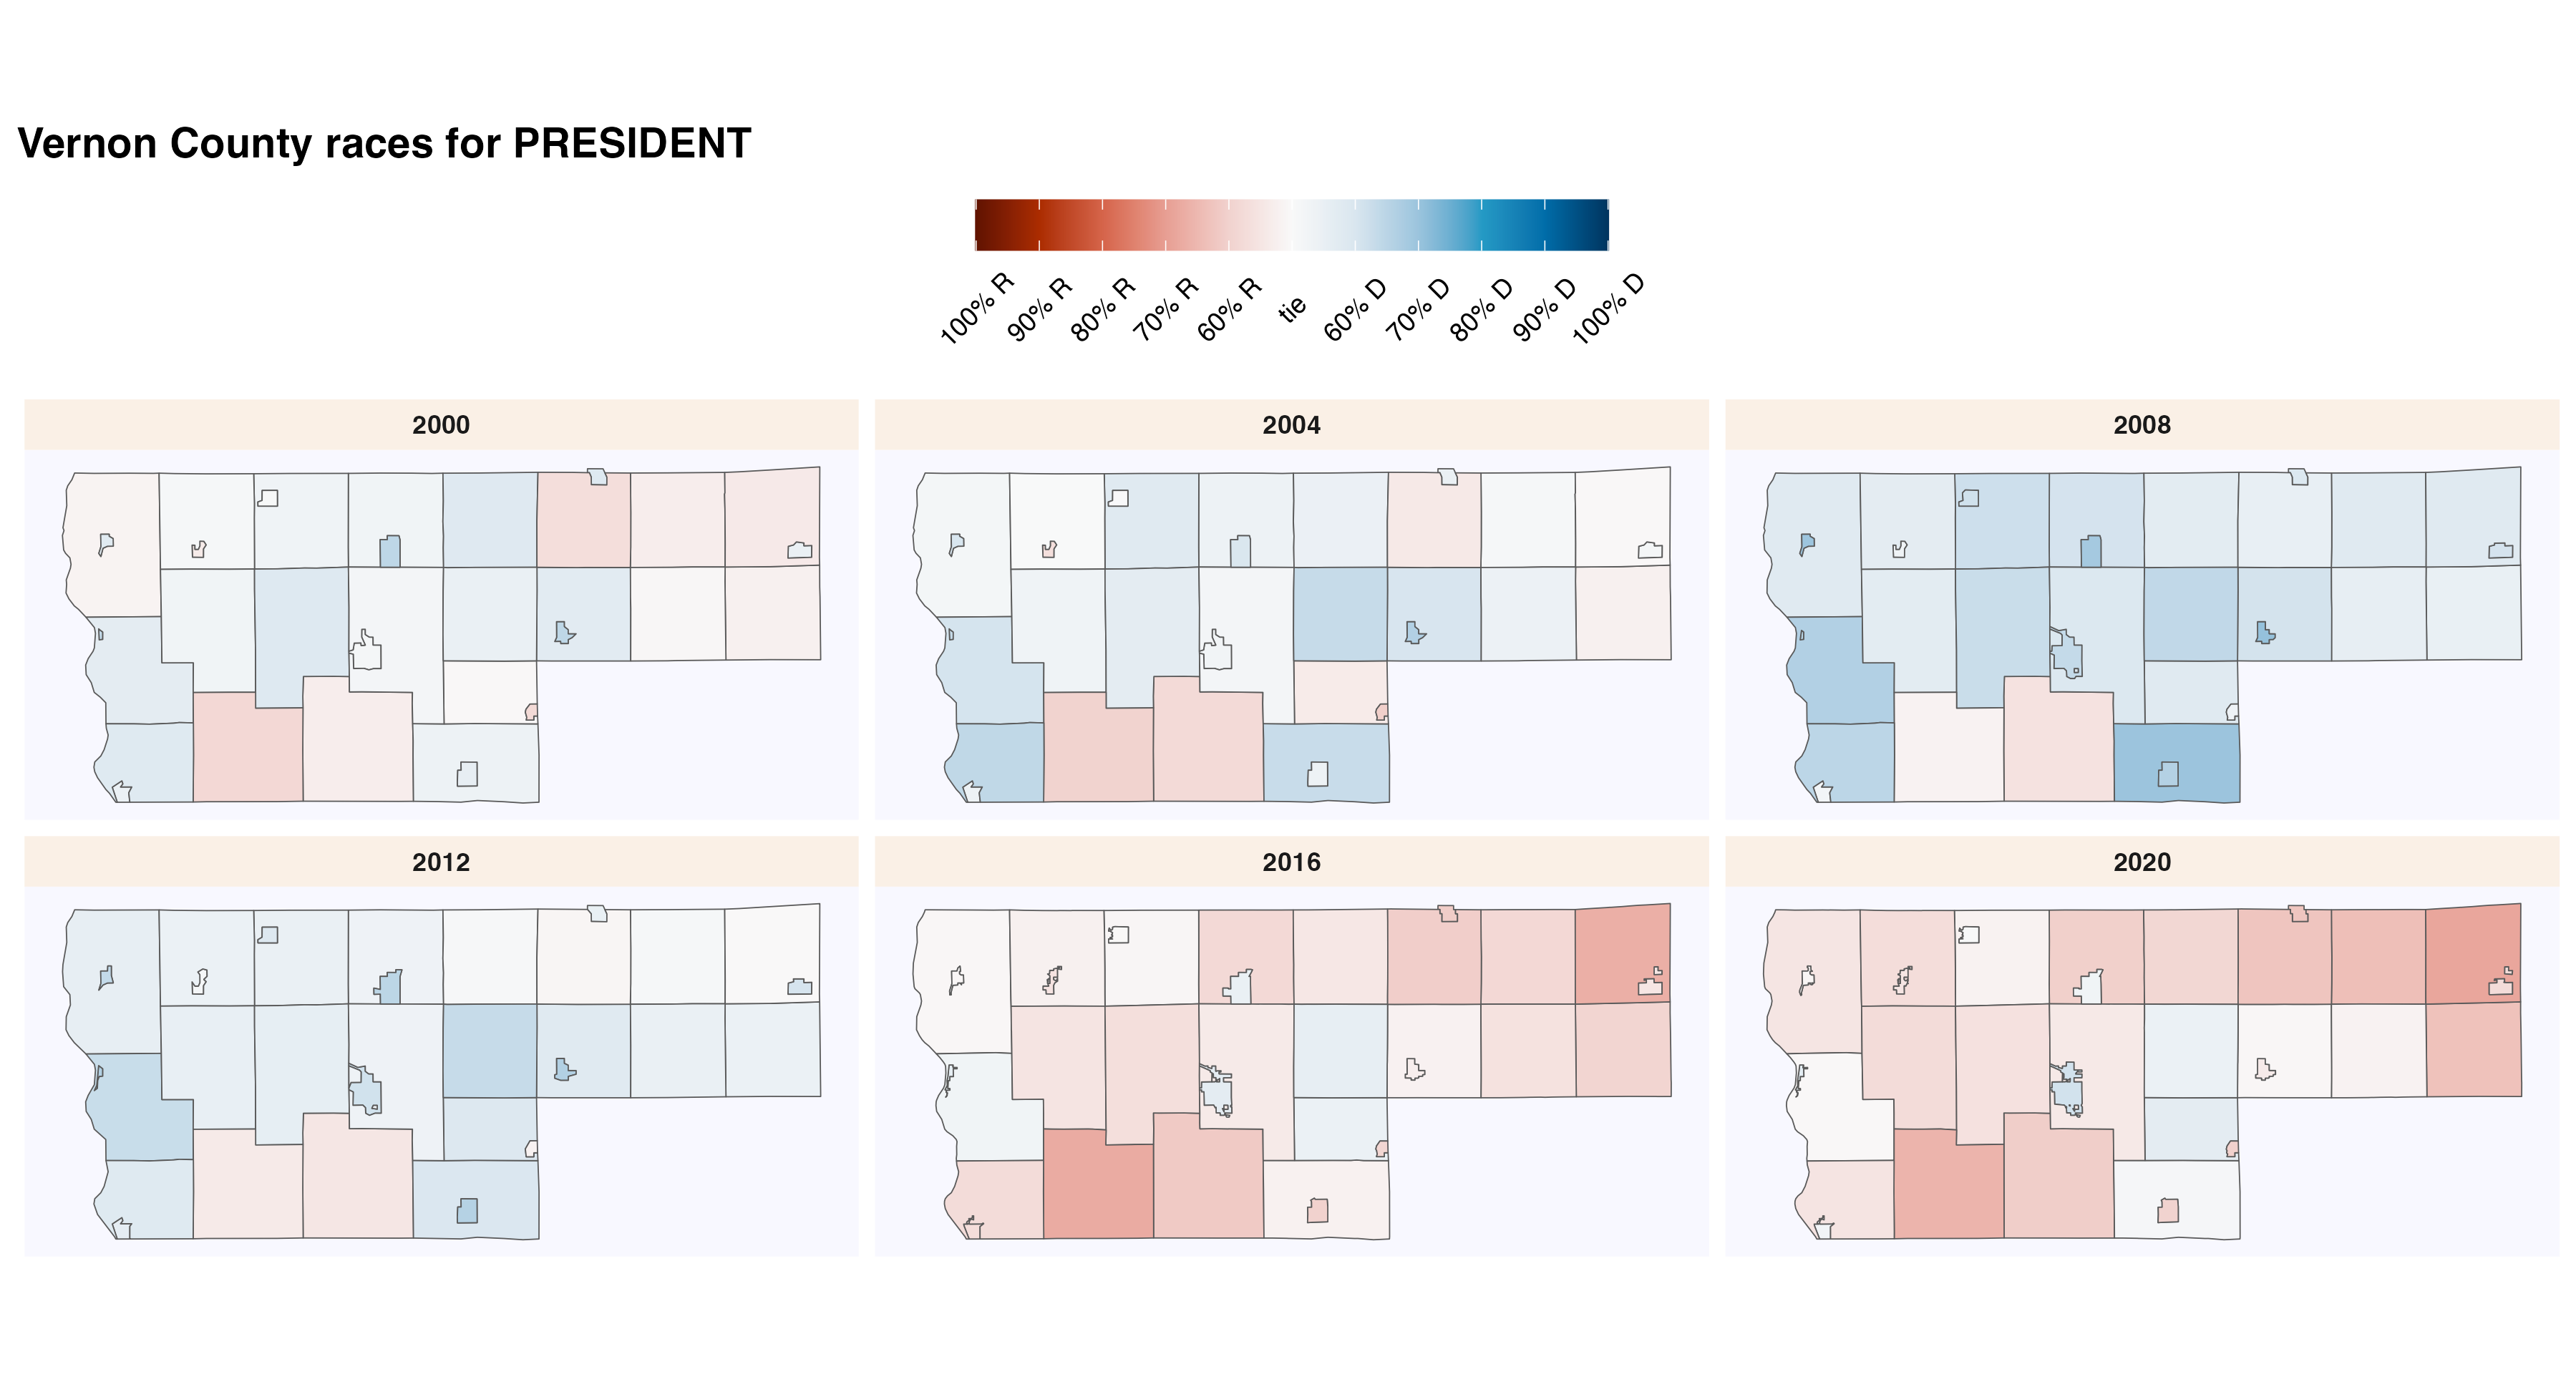 Vernon County races for PRESIDENT
100% R
90% R
80% R
70% R
60% R
tie
60% D
70% D
80% D
90% D
100% D
2000
2004
2008
2012
2016
2020